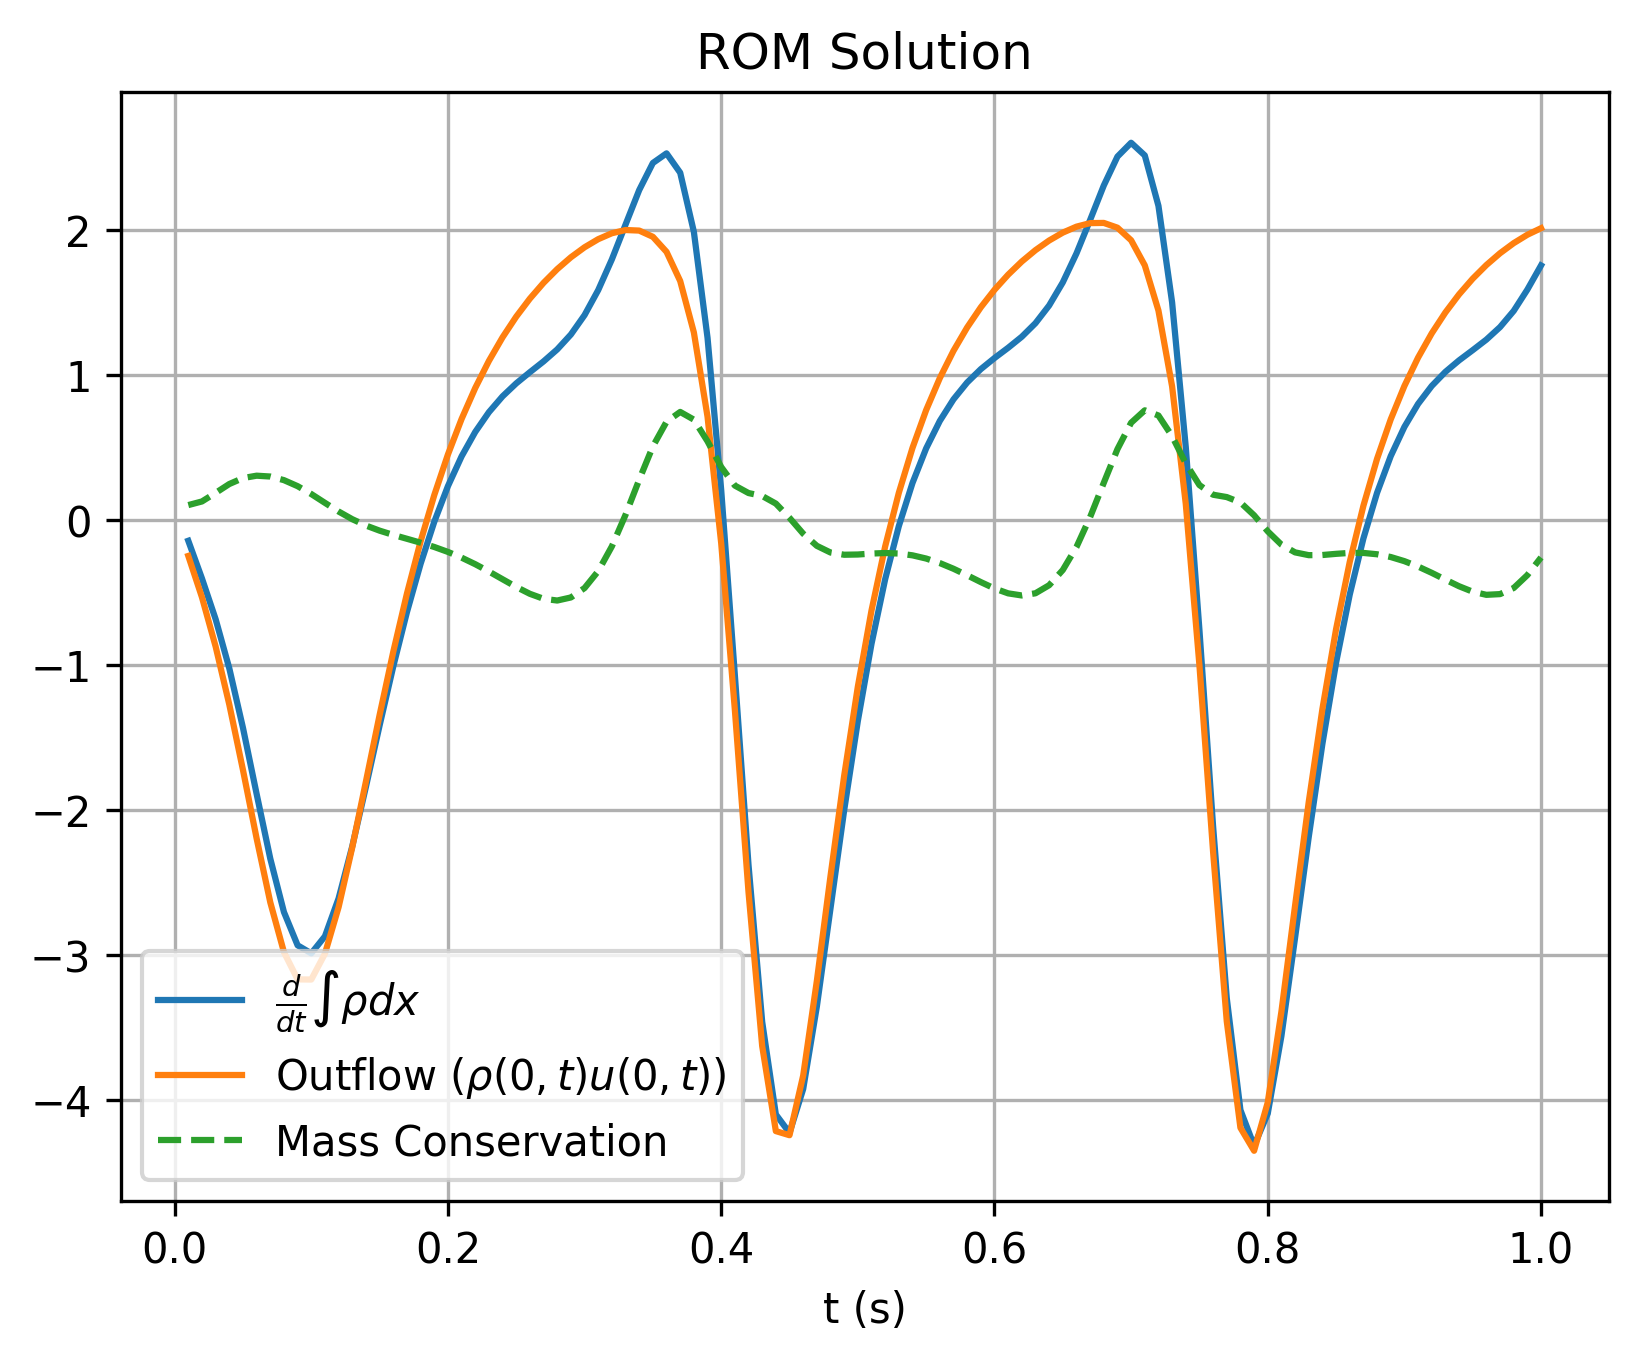 ROM Solution
2
1
0
−1
−2
−3
−4
d/dt ∫ρdx
Outflow (ρ(0, t)u(0, t))
Mass Conservation
0.0 0.2 0.4 0.6 0.8 1.0
t (s)